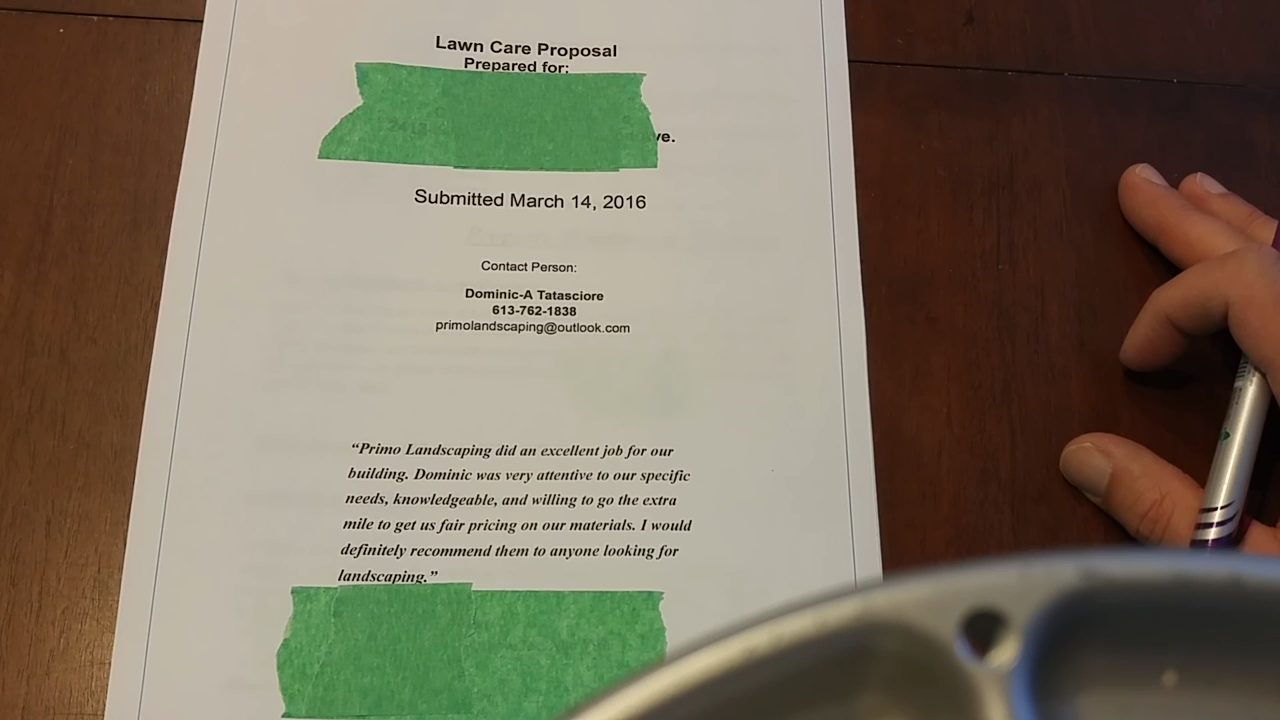 Lawn Care Proposal
Prepared for:
ve.
Submitted March 14, 2016
Contact Person:
Dominic-A Tatasciore
613-762-1838
primolandscaping@outlook.com
“Primo Landscaping did an excellent job for our
building. Dominic was very attentive to our specific
needs, knowledgeable, and willing to go the extra
mile to get us fair pricing on our materials. I would
definitely recommend them to anyone looking for
landscaping.”